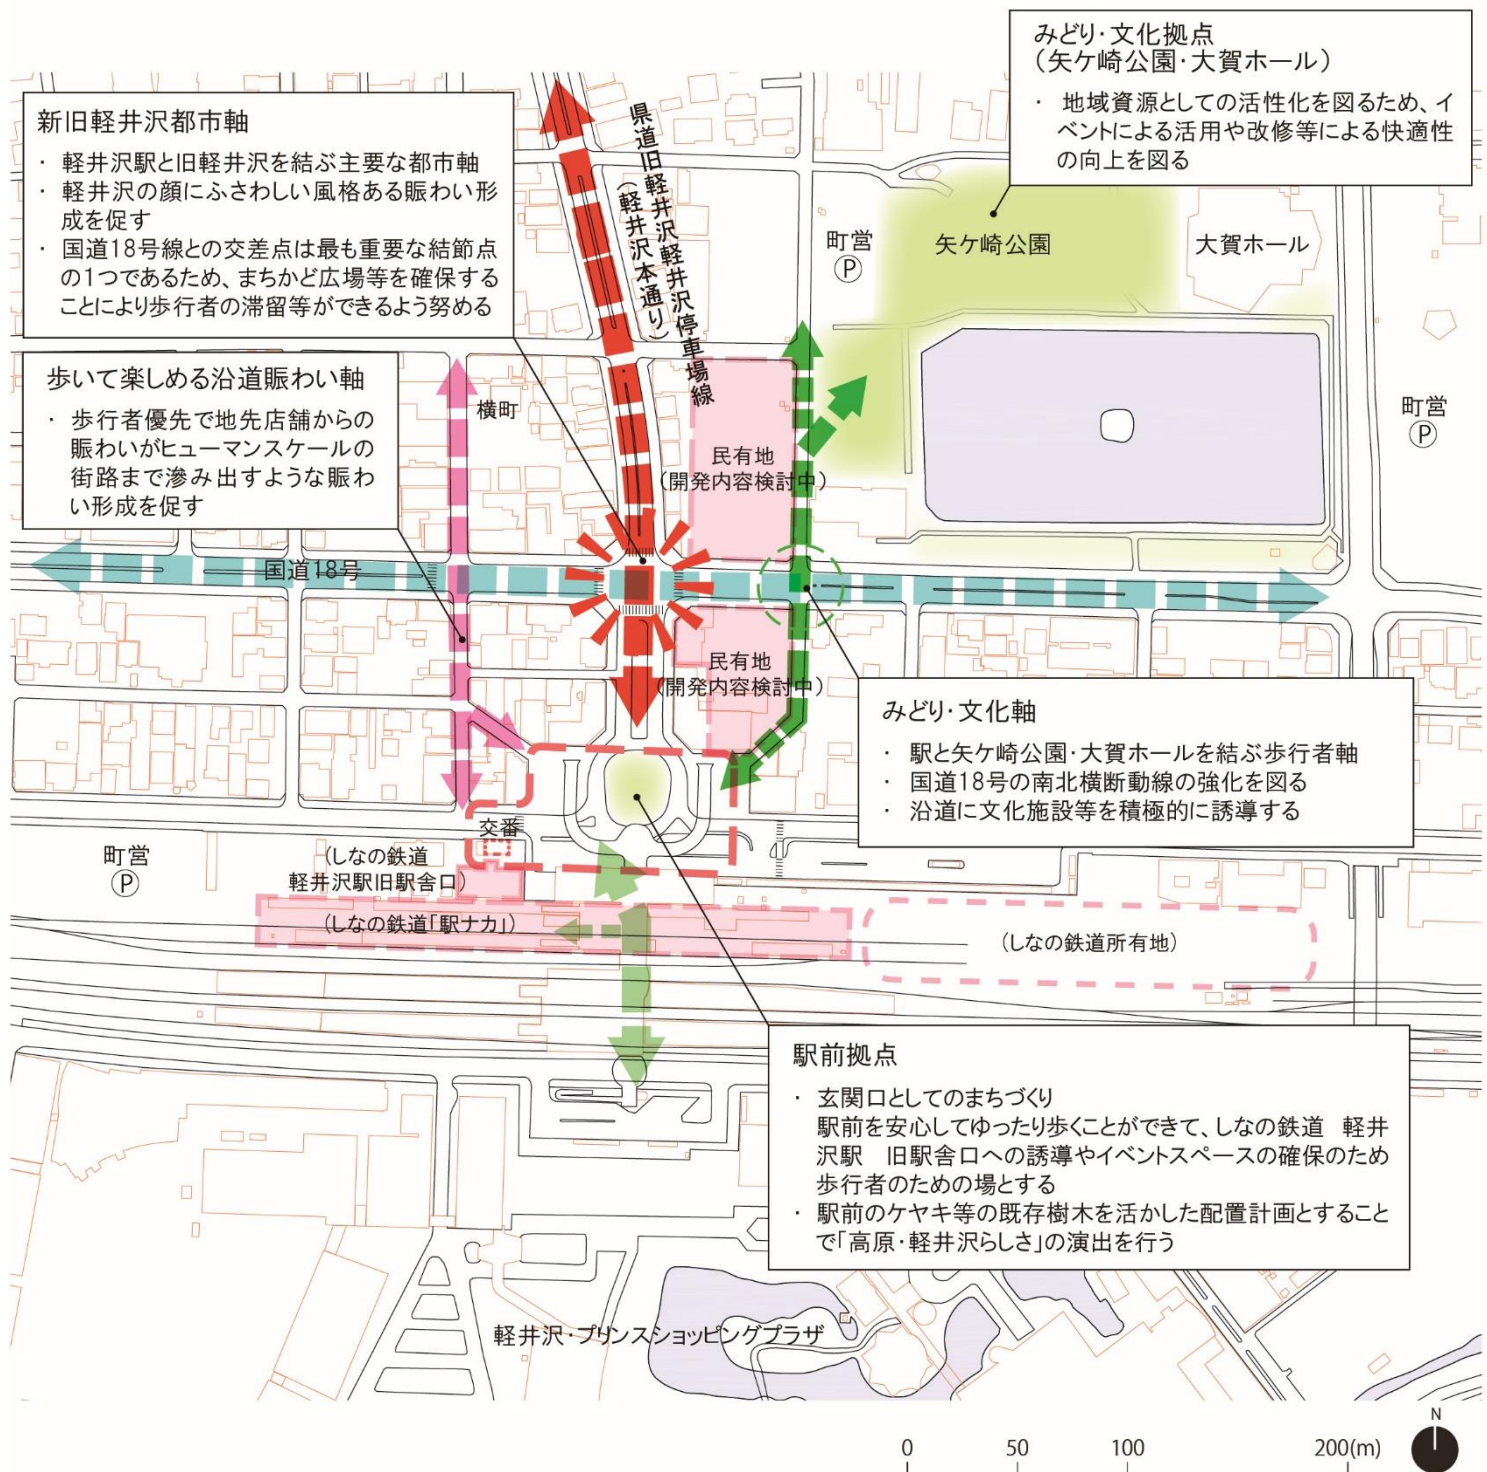 みどり・文化拠点
(矢ケ崎公園・大賀ホール)
・ 地域資源としての活性化を図るため、イ
ベントによる活用や改修等による快適性
の向上を図る
新旧軽井沢都市軸
・ 軽井沢駅と旧軽井沢を結ぶ主要な都市軸
・ 軽井沢の顔にふさわしい風格ある賑わい形
成を促す
・ 国道18号線との交差点は最も重要な結節点
の1つであるため、まちかど広場等を確保する
ことにより歩行者の滞留等ができるよう努める
県道旧軽井沢軽井沢停車場線
(軽井沢本通り)
町営
Ⓟ
矢ケ崎公園
大賀ホール
歩いて楽しめる沿道賑わい軸
・ 歩行者優先で地先店舗からの
賑わいがヒューマンスケールの
街路まで滲み出すような賑わ
い形成を促す
横町
町営
Ⓟ
民有地
(開発内容検討中)
国道18号
民有地
(開発内容検討中)
みどり・文化軸
・ 駅と矢ケ崎公園・大賀ホールを結ぶ歩行者軸
・ 国道18号の南北横断動線の強化を図る
・ 沿道に文化施設等を積極的に誘導する
交番
町営
Ⓟ
(しなの鉄道
軽井沢駅旧駅舎口)
(しなの鉄道「駅ナカ」)
(しなの鉄道所有地)
駅前拠点
・ 玄関口としてのまちづくり
駅前を安心してゆったり歩くことができて、しなの鉄道 軽井
沢駅 旧駅舎口への誘導やイベントスペースの確保のため
歩行者のための場とする
・ 駅前のケヤキ等の既存樹木を活かした配置計画とすること
で「高原・軽井沢らしさ」の演出を行う
軽井沢・プリンスショッピングプラザ
N
0 50 100 200(m)